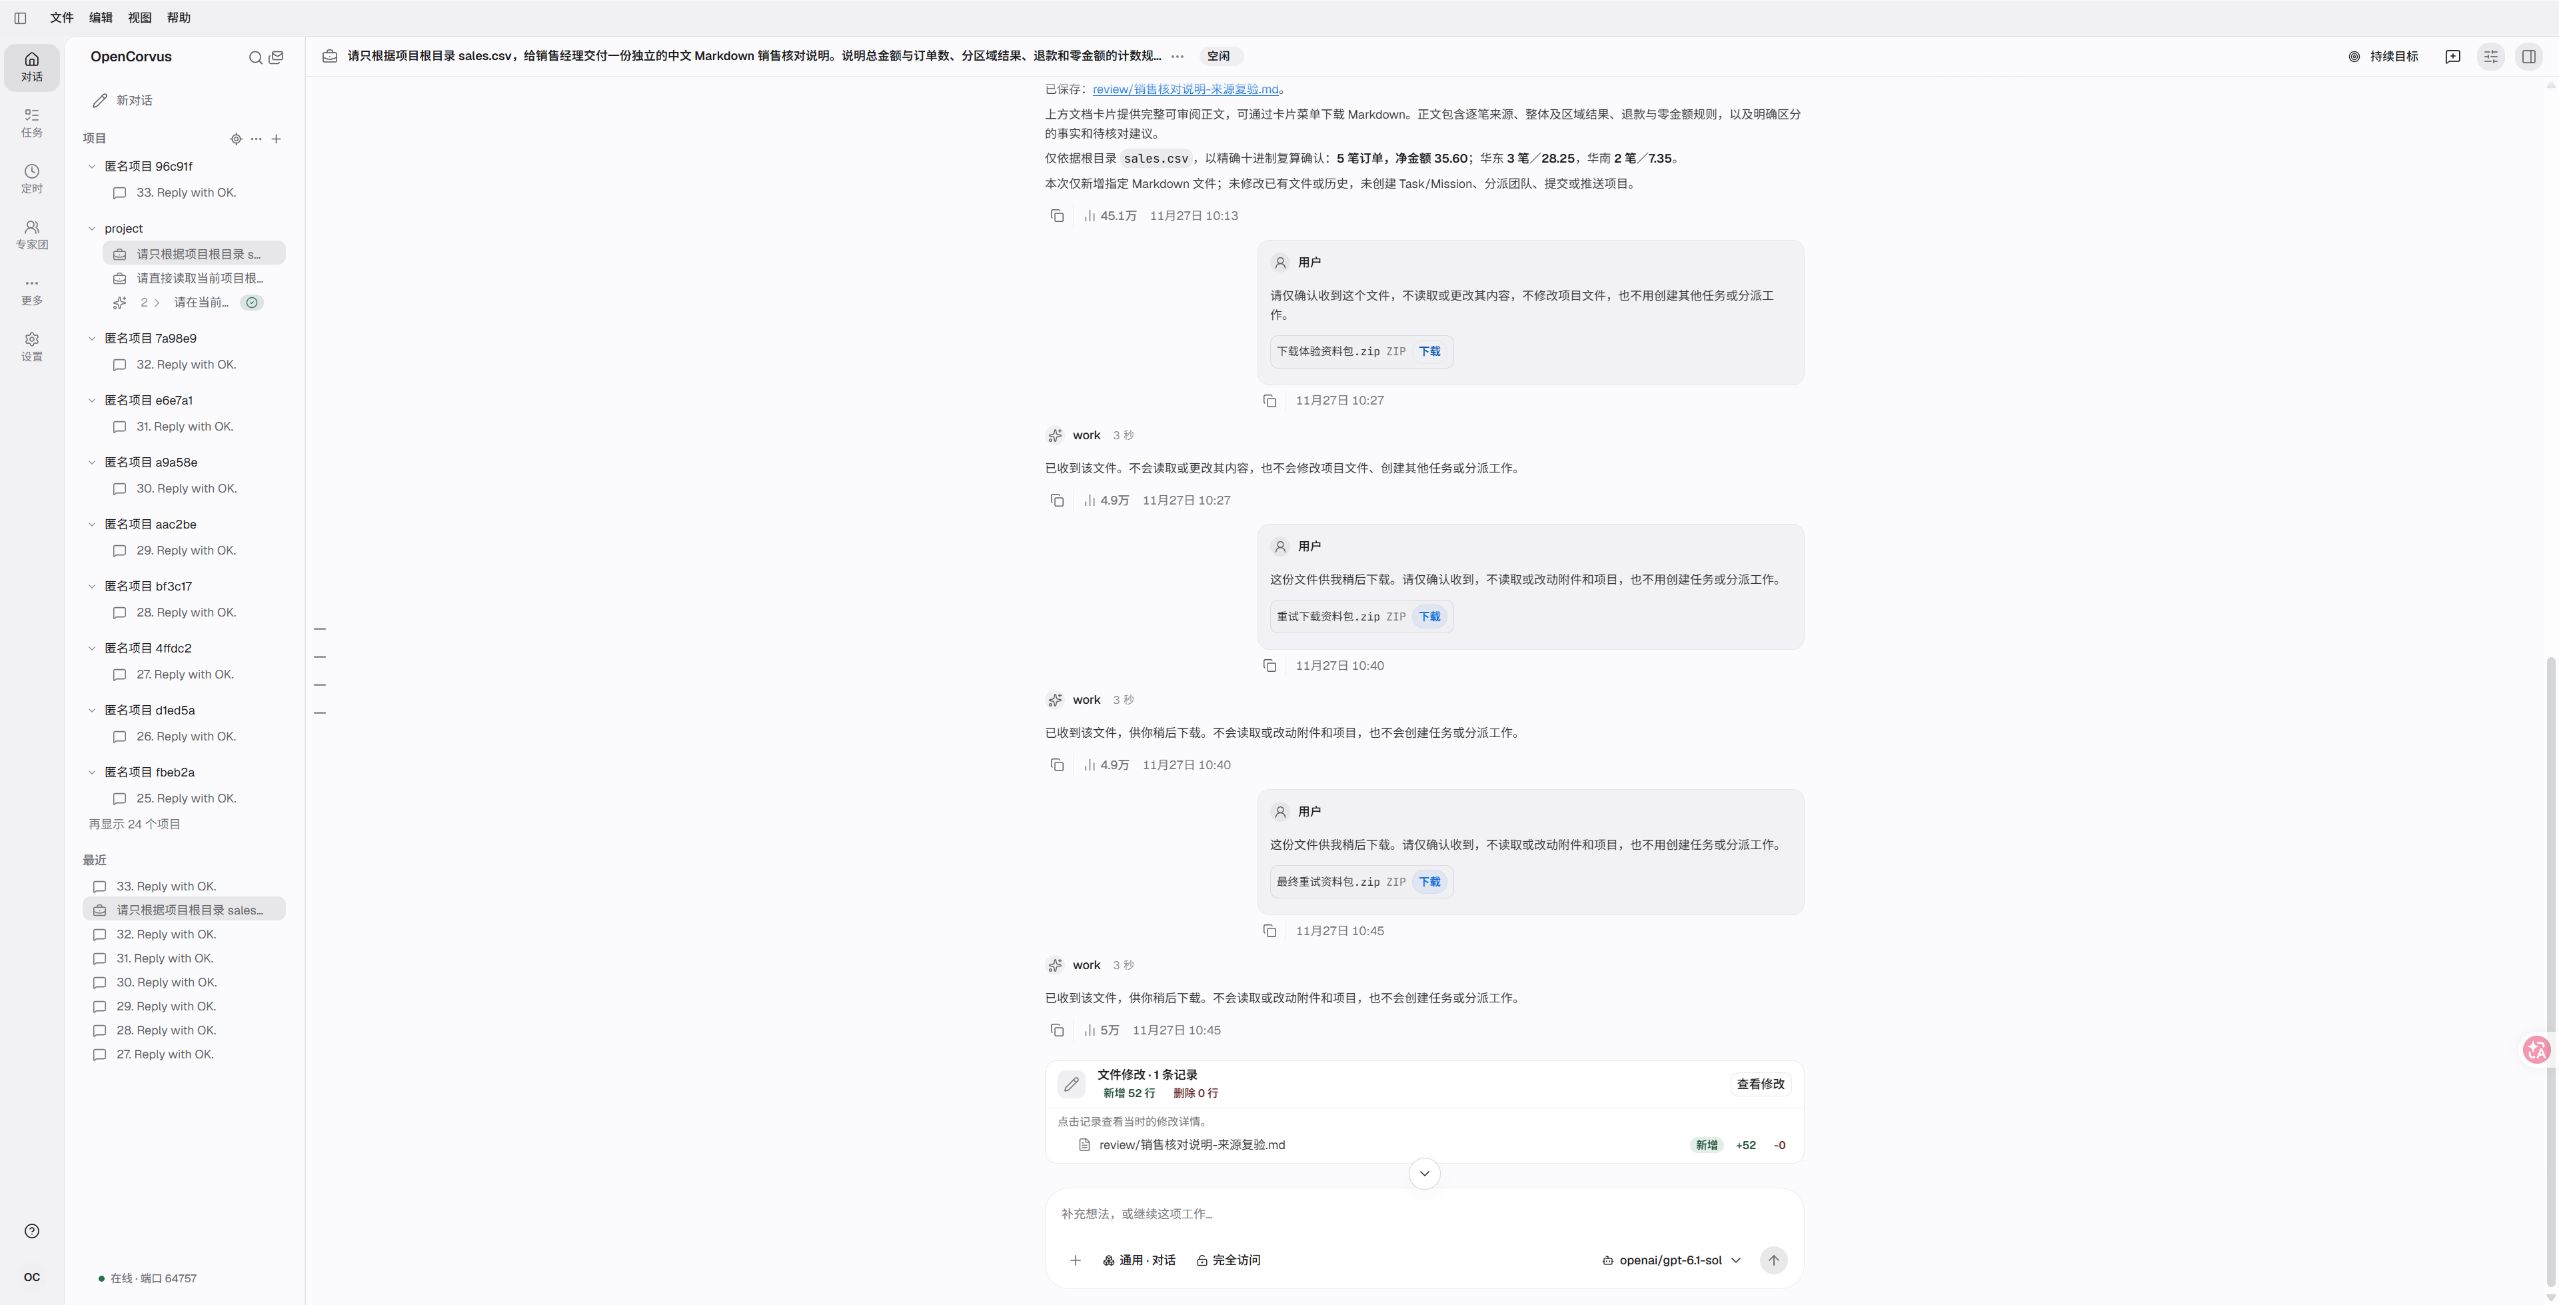 文件 编辑 视图 帮助
对话
任务
定时
专家团
更多
设置
OC
OpenCorvus
新对话
项目
匿名项目 96c91f
33. Reply with OK.
project
请只根据项目根目录 s...
请直接读取当前项目根...
2 请在当前...
匿名项目 7a98e9
32. Reply with OK.
匿名项目 e6e7a1
31. Reply with OK.
匿名项目 a9a58e
30. Reply with OK.
匿名项目 aac2be
29. Reply with OK.
匿名项目 bf3c17
28. Reply with OK.
匿名项目 4ffdc2
27. Reply with OK.
匿名项目 d1ed5a
26. Reply with OK.
匿名项目 fbeb2a
25. Reply with OK.
再显示 24 个项目
最近
33. Reply with OK.
请只根据项目根目录 sales...
32. Reply with OK.
31. Reply with OK.
30. Reply with OK.
29. Reply with OK.
28. Reply with OK.
27. Reply with OK.
在线 · 端口 64757
请只根据项目根目录 sales.csv，给销售经理交付一份独立的中文 Markdown 销售核对说明。说明总金额与订单数、分区域结果、退款和零金额的计数规... 空闲
持续目标
已保存：review/销售核对说明-来源复验.md。
上方文档卡片提供完整可审阅正文，可通过卡片菜单下载 Markdown。正文包含逐笔来源、整体及区域结果、退款与零金额规则，以及明确区分
的事实和待核对建议。
仅依据根目录 sales.csv，以精确十进制复算确认：5 笔订单，净金额 35.60；华东 3 笔／28.25，华南 2 笔／7.35。
本次仅新增指定 Markdown 文件；未修改已有文件或历史，未创建 Task/Mission、分派团队、提交或推送项目。
45.1万 11月27日 10:13
用户
请仅确认收到这个文件，不读取或更改其内容，不修改项目文件，也不用创建其他任务或分派工
作。
下载体验资料包.zip ZIP 下载
11月27日 10:27
work 3 秒
已收到该文件。不会读取或更改其内容，也不会修改项目文件、创建其他任务或分派工作。
4.9万 11月27日 10:27
用户
这份文件供我稍后下载。请仅确认收到，不读取或改动附件和项目，也不用创建任务或分派工作。
重试下载资料包.zip ZIP 下载
11月27日 10:40
work 3 秒
已收到该文件，供你稍后下载。不会读取或改动附件和项目，也不会创建任务或分派工作。
4.9万 11月27日 10:40
用户
这份文件供我稍后下载。请仅确认收到，不读取或改动附件和项目，也不用创建任务或分派工作。
最终重试资料包.zip ZIP 下载
11月27日 10:45
work 3 秒
已收到该文件，供你稍后下载。不会读取或改动附件和项目，也不会创建任务或分派工作。
5万 11月27日 10:45
文件修改 · 1 条记录
新增 52 行 删除 0 行
查看修改
点击记录查看当时的修改详情。
review/销售核对说明-来源复验.md 新增 +52 -0
补充想法，或继续这项工作...
通用 · 对话 完全访问 openai/gpt-6.1-sol